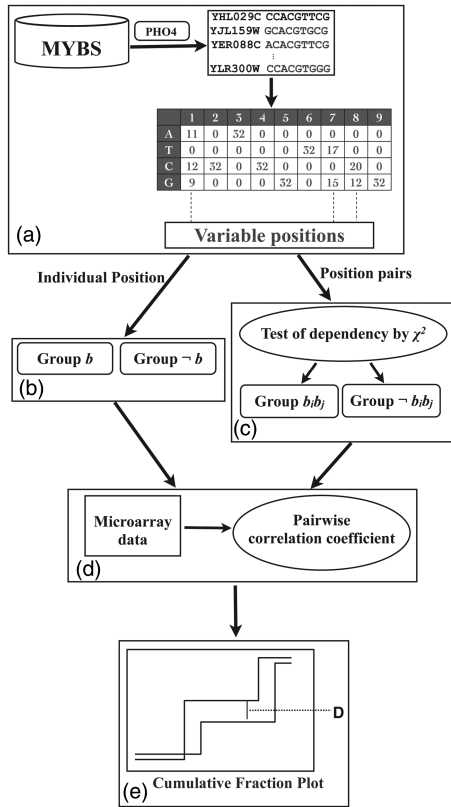 MYBS
PHO4
YHL029C CCACGTTCG
YJL159W GCACGTGCG
YER088C ACACGTTCG
⋮
YLR300W CCACGTGGG
1 2 3 4 5 6 7 8 9
A 11 0 32 0 0 0 0 0 0
T 0 0 0 0 0 32 17 0 0
C 12 32 0 32 0 0 0 20 0
G 9 0 0 0 32 0 15 12 32
(a)
Variable positions
Individual Position
Position pairs
Group b
Group ¬ b
(b)
Test of dependency by χ²
Group bᵢbⱼ
Group ¬ bᵢbⱼ
(c)
Microarray
data
Pairwise
correlation coefficient
(d)
D
Cumulative Fraction Plot
(e)